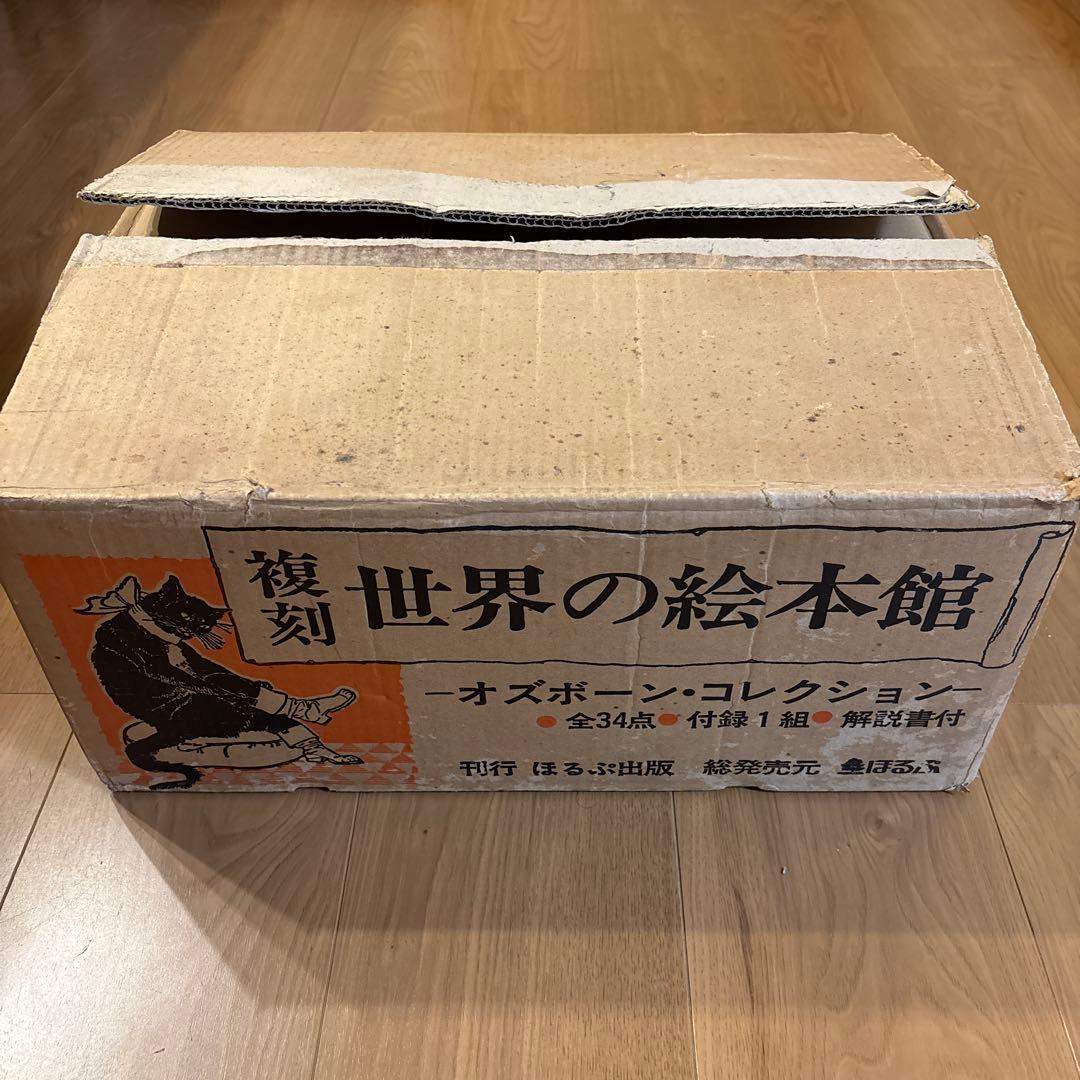 複刻 世界の絵本館
–オズボーン・コレクション–
●全34点●付録1組●解説書付
刊行 ほるぷ出版 総発売元 ほるぷ